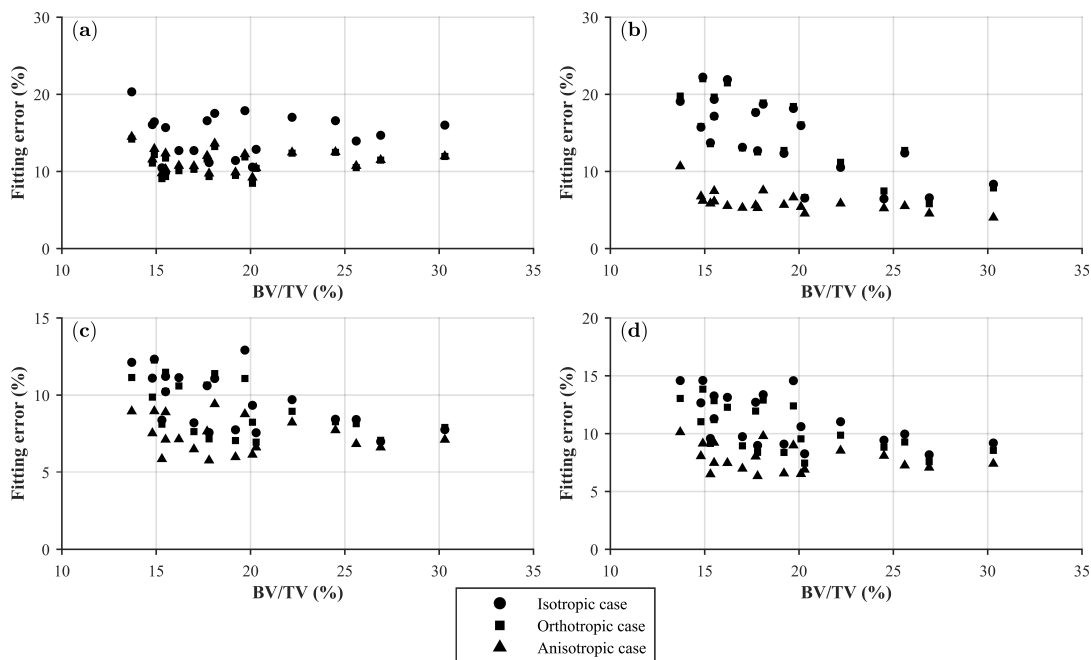 30
(a)
20
10
0
Fitting error (%)
10 15 20 25 30 35
BV/TV (%)
30
(b)
20
10
0
Fitting error (%)
10 15 20 25 30 35
BV/TV (%)
15
(c)
10
5
0
Fitting error (%)
10 15 20 25 30 35
BV/TV (%)
20
(d)
15
10
5
0
Fitting error (%)
10 15 20 25 30 35
BV/TV (%)
Isotropic case
Orthotropic case
Anisotropic case